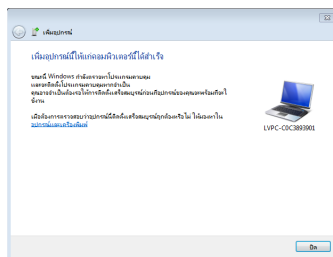 เพิ่มอุปกรณ์
เพิ่มอุปกรณ์นี้ให้แก่คอมพิวเตอร์นี้ได้สำเร็จ
ขณะนี้ Windows กำลังตรวจหาโปรแกรมควบคุม
และจะติดตั้งโปรแกรมควบคุมหากจำเป็น
คุณอาจจำเป็นต้องรอให้การติดตั้งเสร็จสมบูรณ์ก่อนที่อุปกรณ์ของคุณจะพร้อมที่จะใช้งาน
เมื่อต้องการตรวจสอบว่าอุปกรณ์นี้ติดตั้งเสร็จสมบูรณ์ถูกต้องหรือไม่ ให้มองหาใน
อุปกรณ์และเครื่องพิมพ์
LVPC-C0C3893901
ปิด